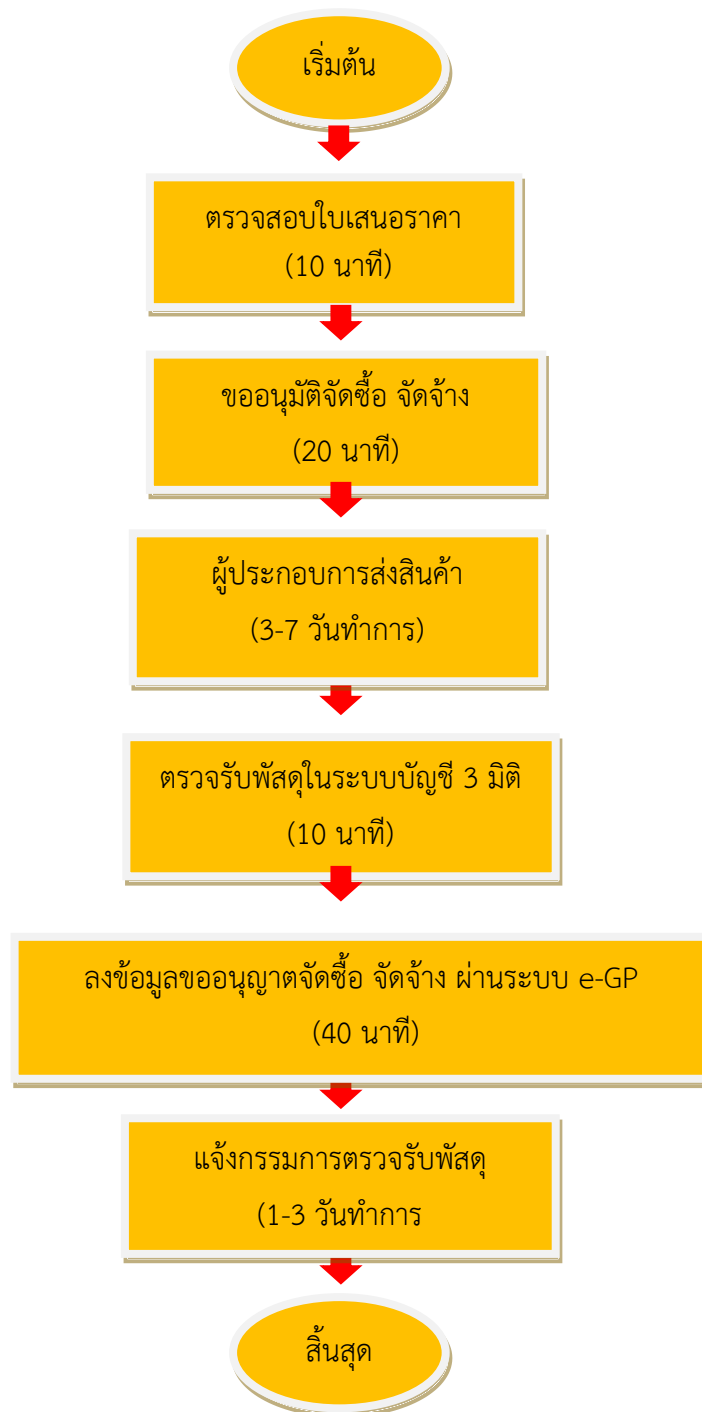 เริ่มต้น
ตรวจสอบใบเสนอราคา
(10 นาที)
ขออนุมัติจัดซื้อ จัดจ้าง
(20 นาที)
ผู้ประกอบการส่งสินค้า
(3-7 วันทำการ)
ตรวจรับพัสดุในระบบบัญชี 3 มิติ
(10 นาที)
ลงข้อมูลขออนุญาตจัดซื้อ จัดจ้าง ผ่านระบบ e-GP
(40 นาที)
แจ้งกรรมการตรวจรับพัสดุ
(1-3 วันทำการ
สิ้นสุด